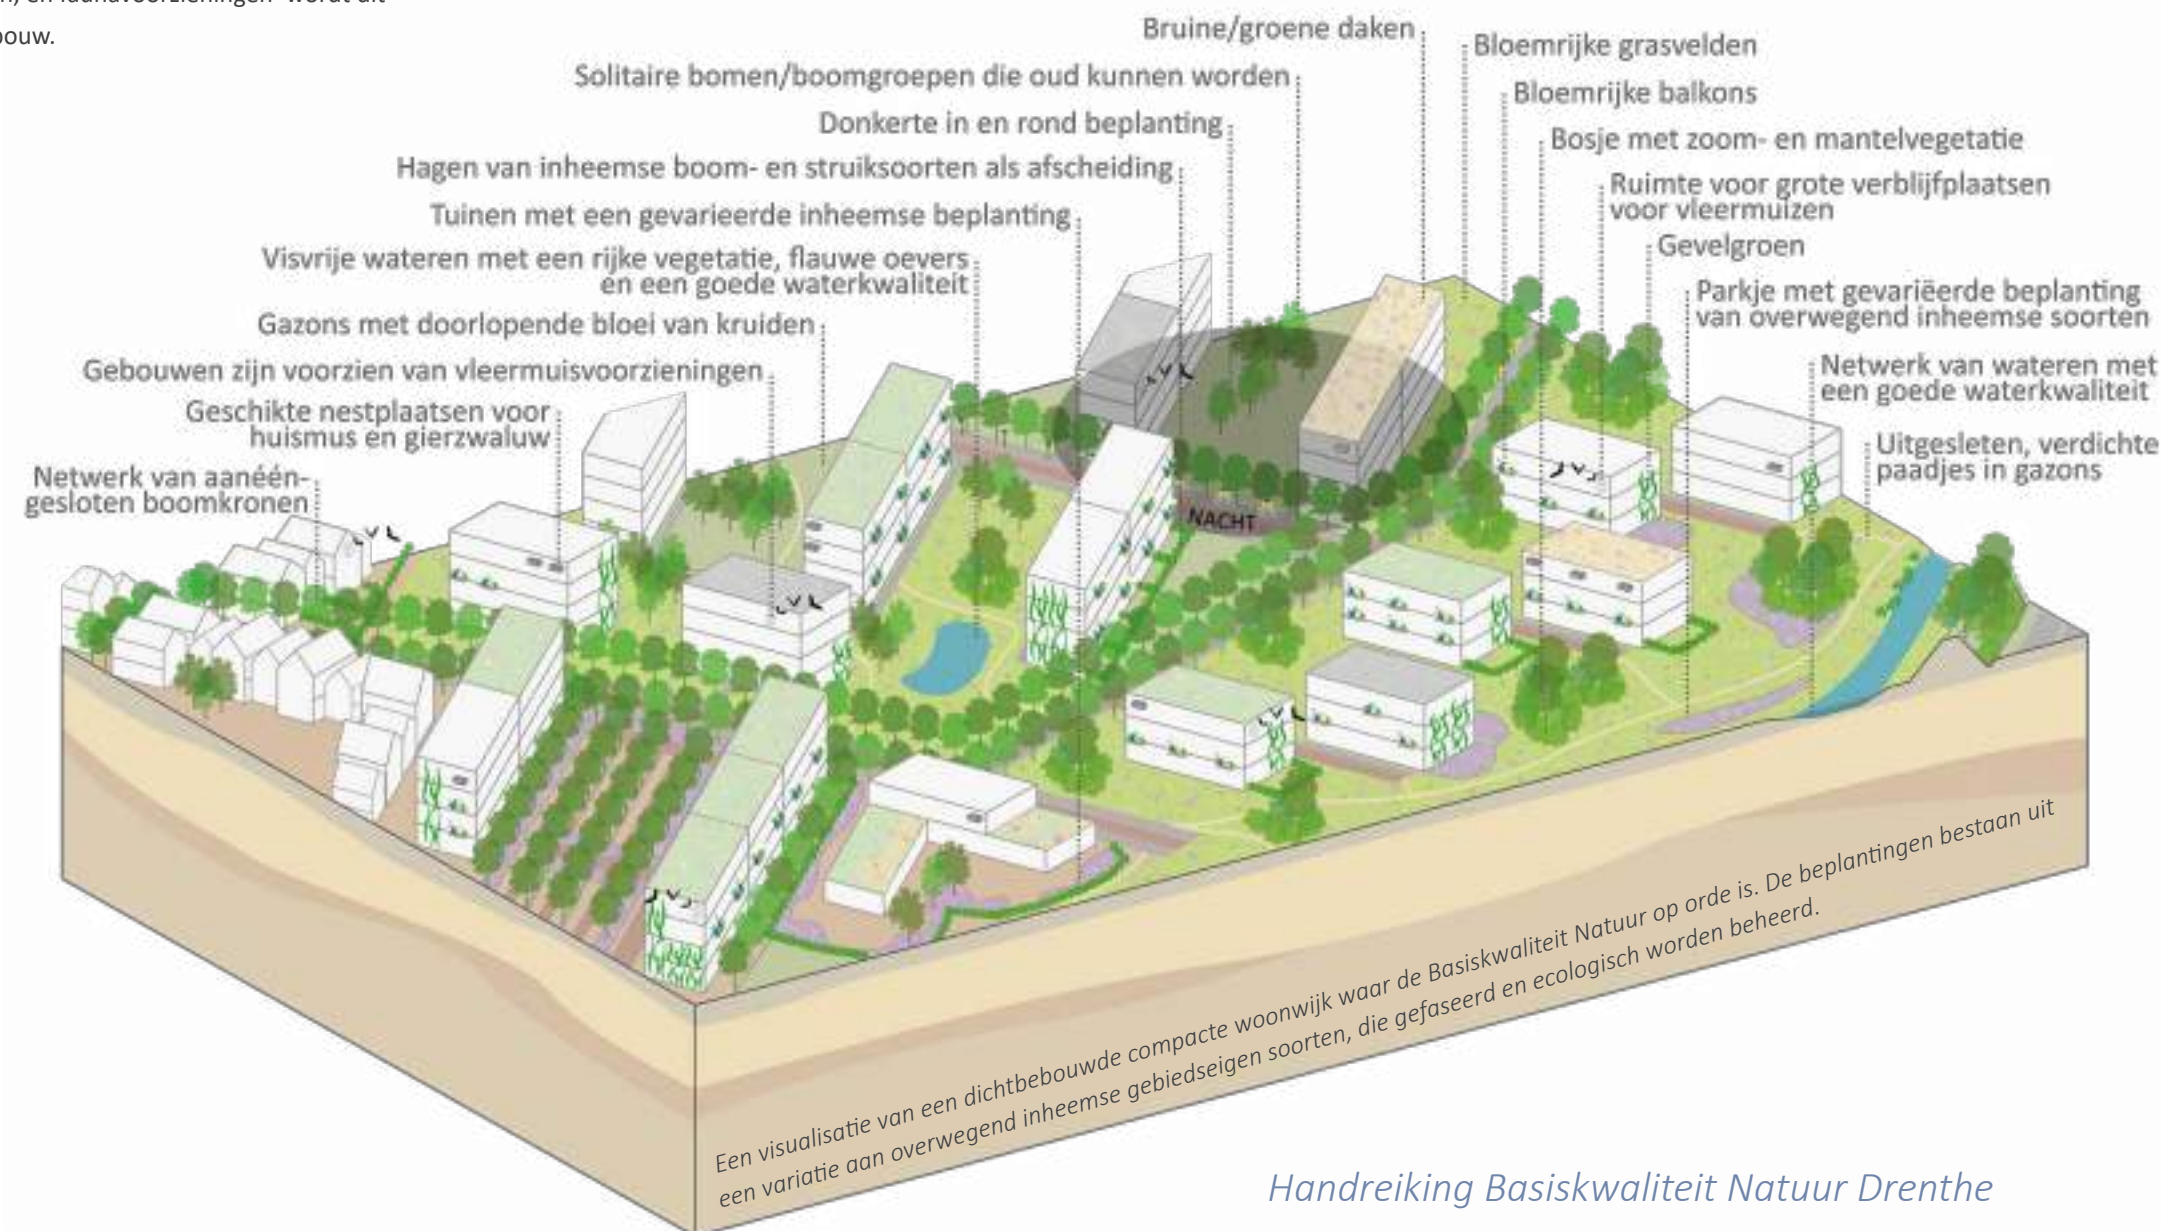 en faunavoorzieningen wordt uit
bouw.
Bruine/groene daken
Solitaire bomen/boomgroepen die oud kunnen worden
Donkerte in en rond beplanting
Hagen van inheemse boom- en struiksoorten als afscheiding
Tuinen met een gevarieerde inheemse beplanting
Visvrije wateren met een rijke vegetatie, flauwe oevers
en een goede waterkwaliteit
Gazons met doorlopende bloei van kruiden
Gebouwen zijn voorzien van vleermuisvoorzieningen
Geschikte nestplaatsen voor
huismus en gierzwaluw
Netwerk van aanéén-
gesloten boomkronen
Bloemrijke grasvelden
Bloemrijke balkons
Bosje met zoom- en mantelvegetatie
Ruimte voor grote verblijfplaatsen
voor vleermuizen
Gevelgroen
Parkje met gevariëerde beplanting
van overwegend inheemse soorten
Netwerk van wateren met
een goede waterkwaliteit
Uitgesleten, verdichte
paadjes in gazons
NACHT
Een visualisatie van een dichtbebouwde compacte woonwijk waar de Basiskwaliteit Natuur op orde is. De beplantingen bestaan uit
een variatie aan overwegend inheemse gebiedseigen soorten, die gefaseerd en ecologisch worden beheerd.
Handreiking Basiskwaliteit Natuur Drenthe